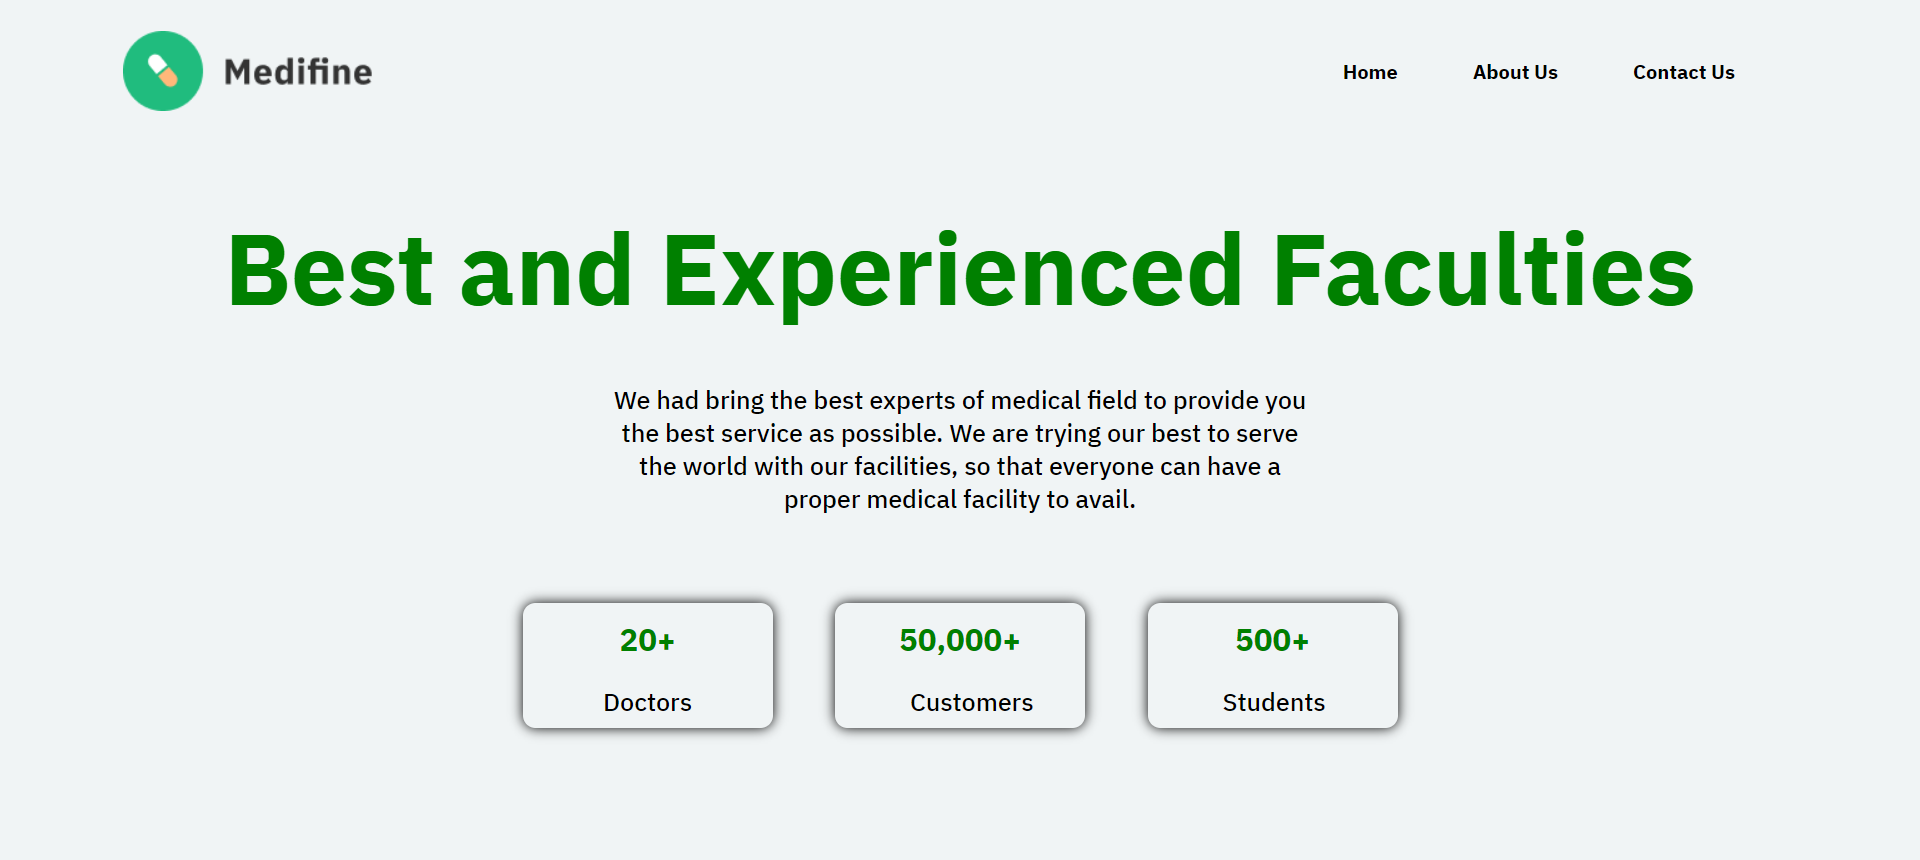 Medifine
Home About Us Contact Us
Best and Experienced Faculties
We had bring the best experts of medical field to provide you
the best service as possible. We are trying our best to serve
the world with our facilities, so that everyone can have a
proper medical facility to avail.
20+
Doctors
50,000+
Customers
500+
Students